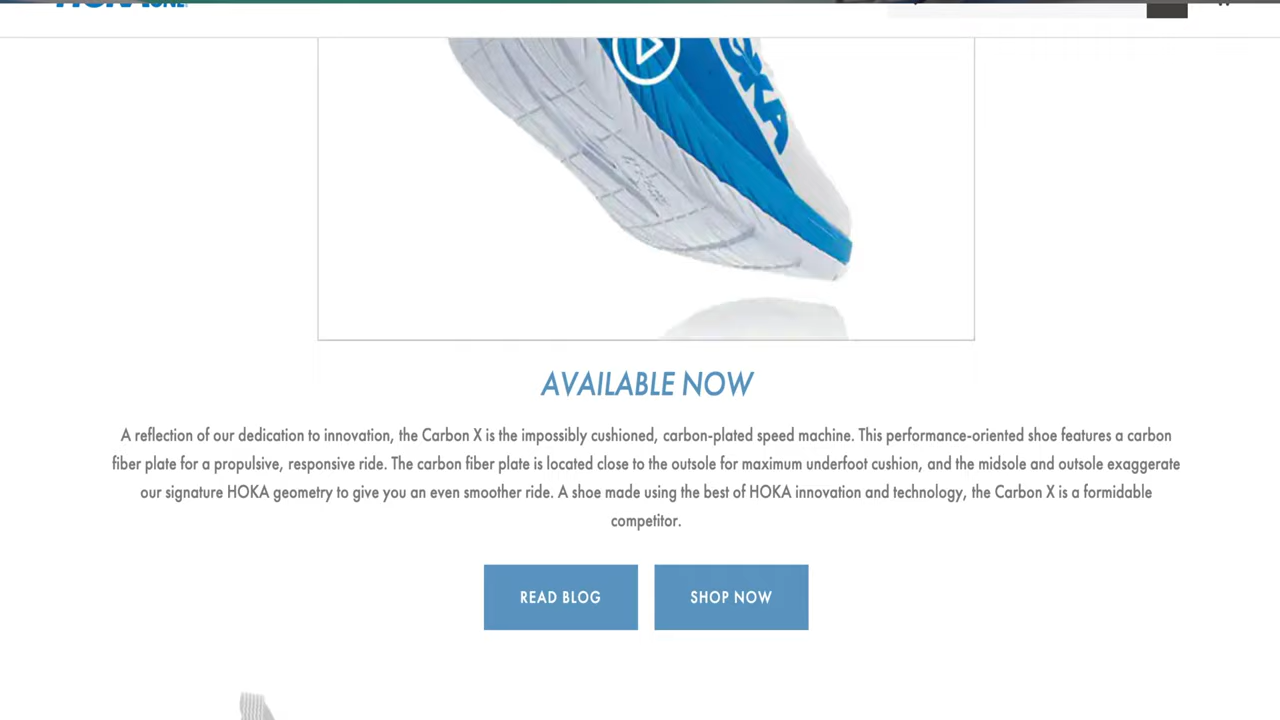 AVAILABLE NOW
A reflection of our dedication to innovation, the Carbon X is the impossibly cushioned, carbon-plated speed machine. This performance-oriented shoe features a carbon
fiber plate for a propulsive, responsive ride. The carbon fiber plate is located close to the outsole for maximum underfoot cushion, and the midsole and outsole exaggerate
our signature HOKA geometry to give you an even smoother ride. A shoe made using the best of HOKA innovation and technology, the Carbon X is a formidable
competitor.
READ BLOG SHOP NOW